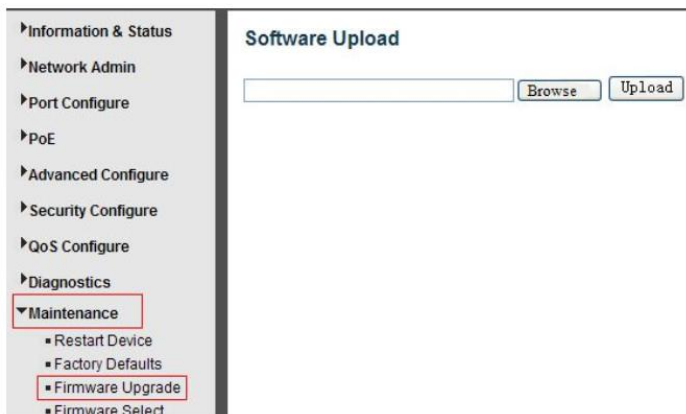 Information & Status
Network Admin
Port Configure
PoE
Advanced Configure
Security Configure
QoS Configure
Diagnostics
Maintenance
Restart Device
Factory Defaults
Firmware Upgrade
Firmware Select
Software Upload
Browse
Upload